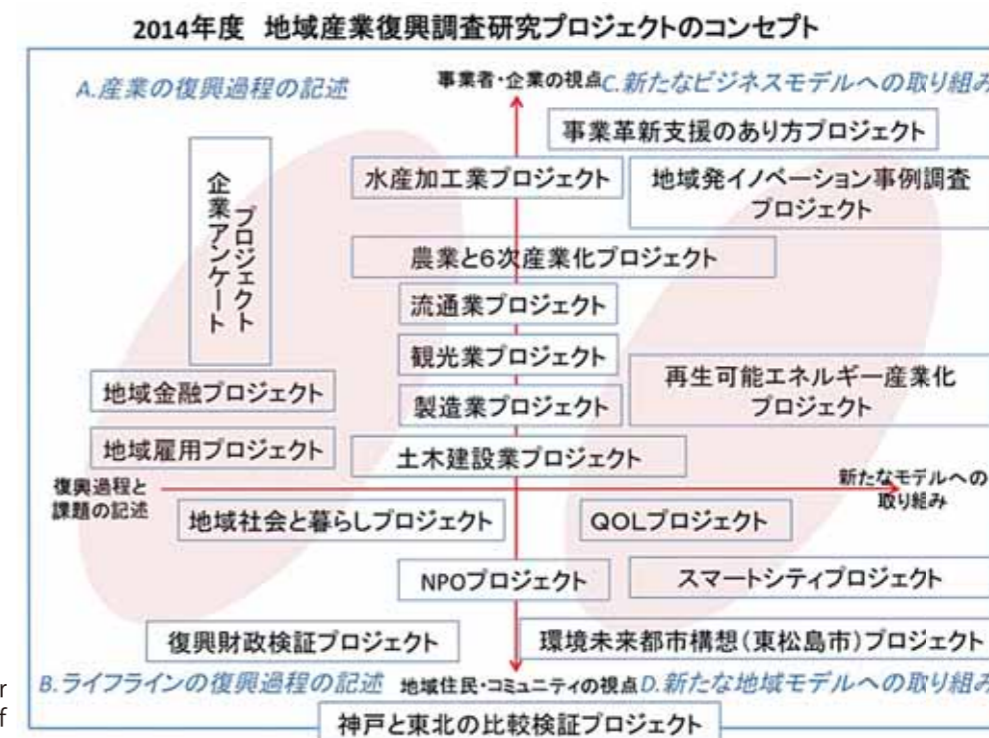 2014年度 地域産業復興調査研究プロジェクトのコンセプト
A.産業の復興過程の記述
事業者・企業の視点
C.新たなビジネスモデルへの取り組み
事業革新支援のあり方プロジェクト
企業アンケート
プロジェクト
水産加工業プロジェクト
地域発イノベーション事例調査
プロジェクト
農業と6次産業化プロジェクト
流通業プロジェクト
観光業プロジェクト
再生可能エネルギー産業化
プロジェクト
地域金融プロジェクト
製造業プロジェクト
地域雇用プロジェクト
土木建設業プロジェクト
復興過程と
課題の記述
新たなモデルへの
取り組み
地域社会と暮らしプロジェクト
QOLプロジェクト
NPOプロジェクト
スマートシティプロジェクト
復興財政検証プロジェクト
環境未来都市構想(東松島市)プロジェクト
r
f
B.ライフラインの復興過程の記述
地域住民・コミュニティの視点
D.新たな地域モデルへの取り組み
神戸と東北の比較検証プロジェクト